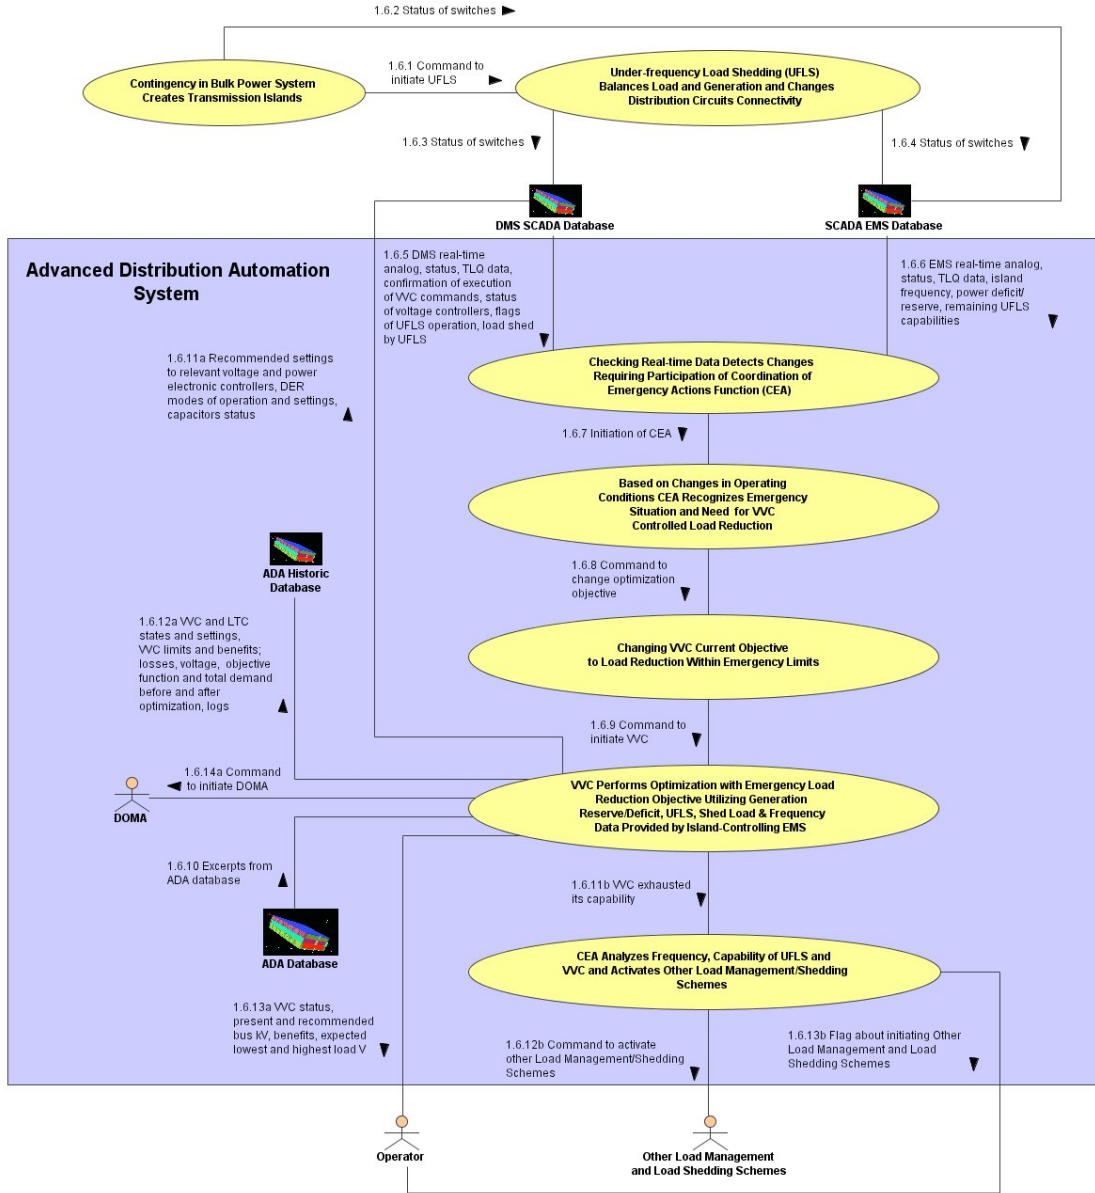 1.6.2 Status of switches
1.6.1 Command to
initiate UFLS
Contingency in Bulk Power System
Creates Transmission Islands
Under-frequency Load Shedding (UFLS)
Balances Load and Generation and Changes
Distribution Circuits Connectivity
1.6.3 Status of switches
1.6.4 Status of switches
DMS SCADA Database
SCADA EMS Database
Advanced Distribution Automation
System
1.6.5 DMS real-time
analog, status, TLQ data,
confirmation of execution
of VVC commands, status
of voltage controllers, flags
of UFLS operation, load shed
by UFLS
1.6.6 EMS real-time analog,
status, TLQ data, island
frequency, power deficit/
reserve, remaining UFLS
capabilities
1.6.11a Recommended settings
to relevant voltage and power
electronic controllers, DER
modes of operation and settings,
capacitors status
Checking Real-time Data Detects Changes
Requiring Participation of Coordination of
Emergency Actions Function (CEA)
1.6.7 Initiation of CEA
Based on Changes in Operating
Conditions CEA Recognizes Emergency
Situation and Need for VVC
Controlled Load Reduction
ADA Historic
Database
1.6.8 Command to
change optimization
objective
1.6.12a VVC and LTC
states and settings,
VVC limits and benefits;
losses, voltage, objective
function and total demand
before and after
optimization, logs
Changing VVC Current Objective
to Load Reduction Within Emergency Limits
1.6.9 Command to
initiate VVC
1.6.14a Command
to initiate DOMA
DOMA
VVC Performs Optimization with Emergency Load
Reduction Objective Utilizing Generation
Reserve/Deficit, UFLS, Shed Load & Frequency
Data Provided by Island-Controlling EMS
1.6.10 Excerpts from
ADA database
1.6.11b VVC exhausted
its capability
ADA Database
CEA Analyzes Frequency, Capability of UFLS and
VVC and Activates Other Load Management/Shedding
Schemes
1.6.13a VVC status,
present and recommended
bus kV, benefits, expected
lowest and highest load V
1.6.12b Command to activate
other Load Management/Shedding
Schemes
1.6.13b Flag about initiating Other
Load Management and Load
Shedding Schemes
Operator
Other Load Management
and Load Shedding Schemes